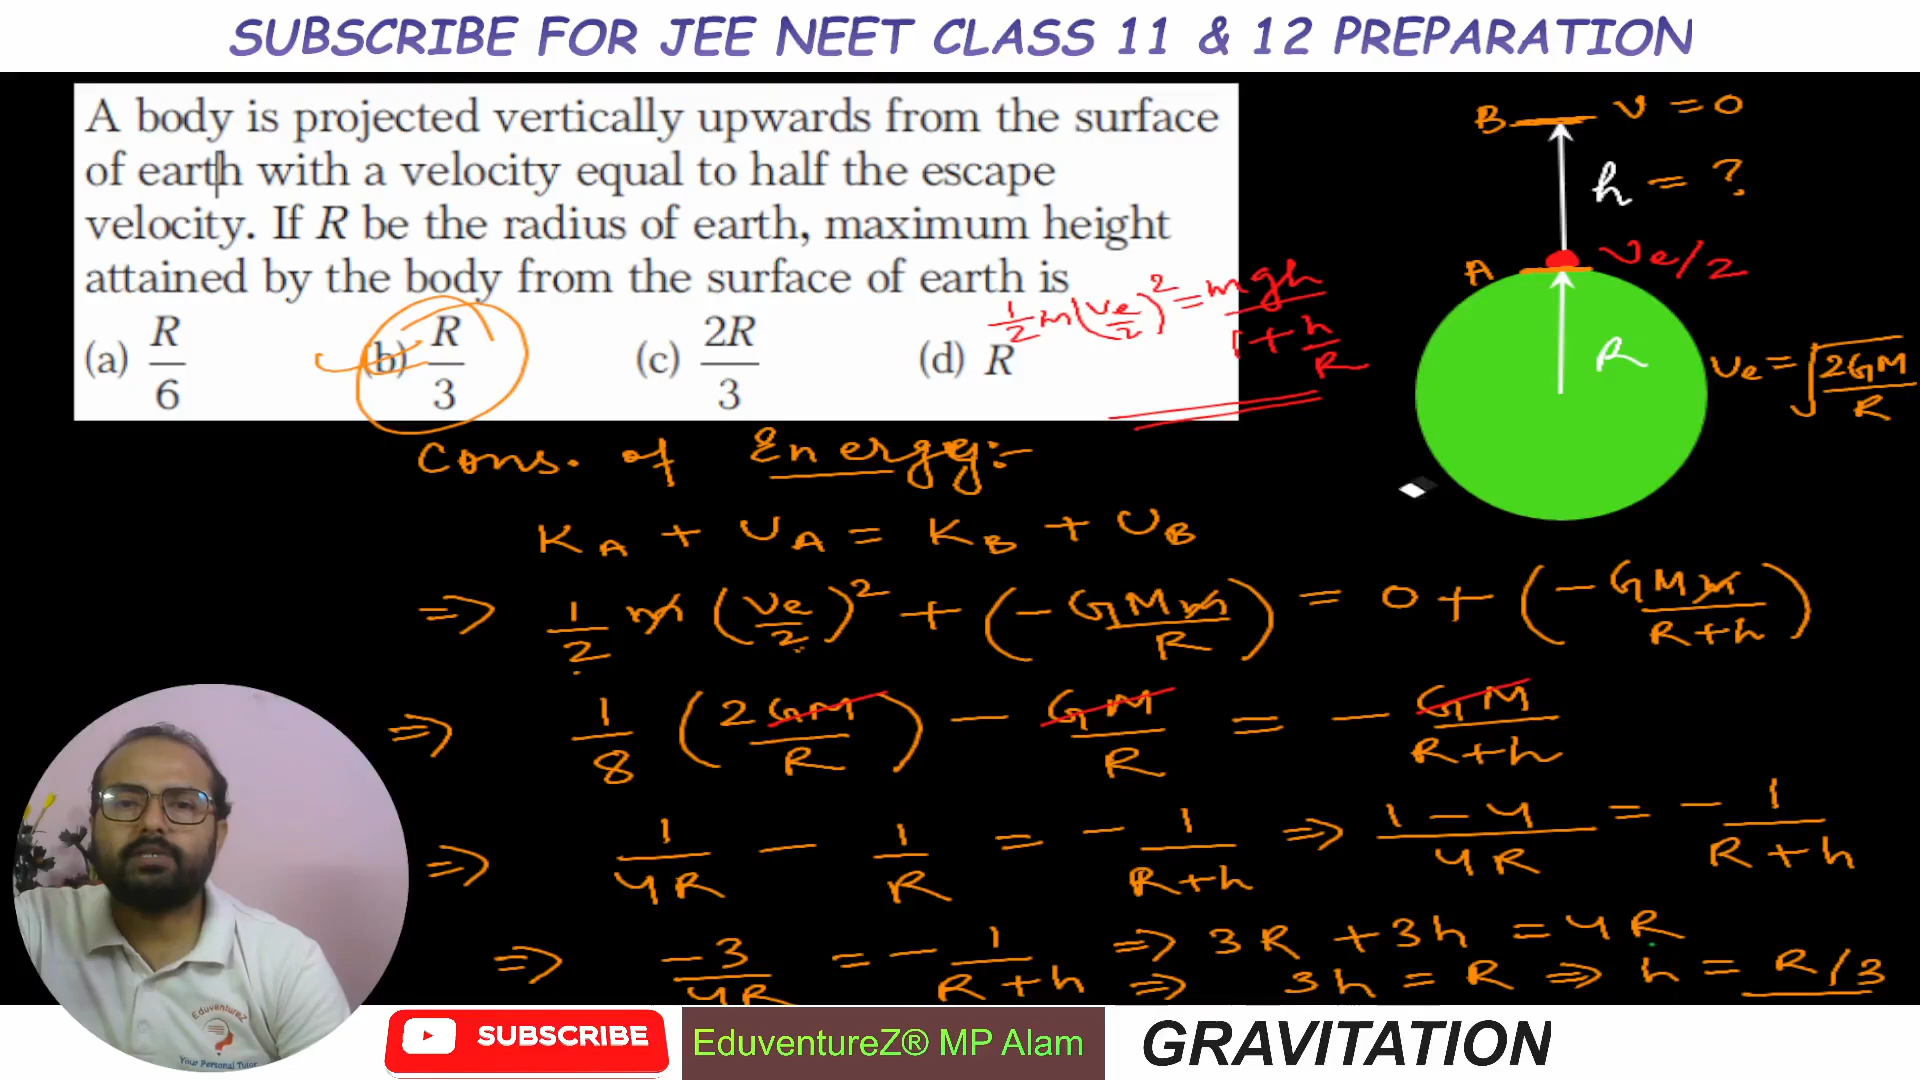 SUBSCRIBE FOR JEE NEET CLASS 11 & 12 PREPARATION
A body is projected vertically upwards from the surface
of earth with a velocity equal to half the escape
velocity. If R be the radius of earth, maximum height
attained by the body from the surface of earth is
(a) R/6 (b) R/3 (c) 2R/3 (d) R
1/2 m(ve/2)² = mgh/(1 + h/R)
B v = 0
h = ?
A ve/2
R
ve = √(2GM/R)
Cons. of Energy:-
KA + UA = KB + UB
=> 1/2 m (ve/2)² + (-GMm/R) = 0 + (-GMm/(R+h))
=> 1/8 (2GM/R) - GM/R = - GM/(R+h)
=> 1/4R - 1/R = - 1/(R+h) => (1-4)/4R = - 1/(R+h)
=> -3/4R = - 1/(R+h) => 3R + 3h = 4R
=> 3h = R => h = R/3
EduventureZ
Your Personal Tutor
SUBSCRIBE
EduventureZ® MP Alam
GRAVITATION